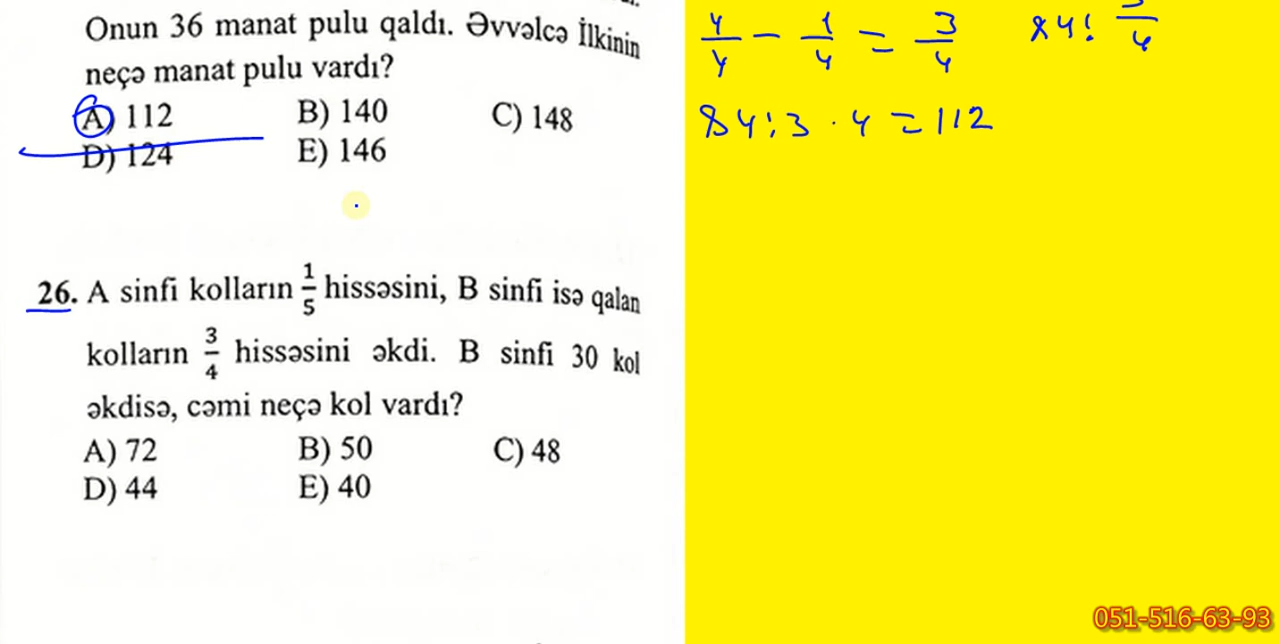 Onun 36 manat pulu qaldı. Əvvəlcə İlkinin
neçə manat pulu vardı?
A) 112 B) 140 C) 148
D) 124 E) 146
26. A sinfi kolların 1/5 hissəsini, B sinfi isə qalan
kolların 3/4 hissəsini əkdi. B sinfi 30 kol
əkdisə, cəmi neçə kol vardı?
A) 72 B) 50 C) 48
D) 44 E) 40
4/4 - 1/4 = 3/4 84 : 3/4
84 : 3 · 4 = 112
051-516-63-93